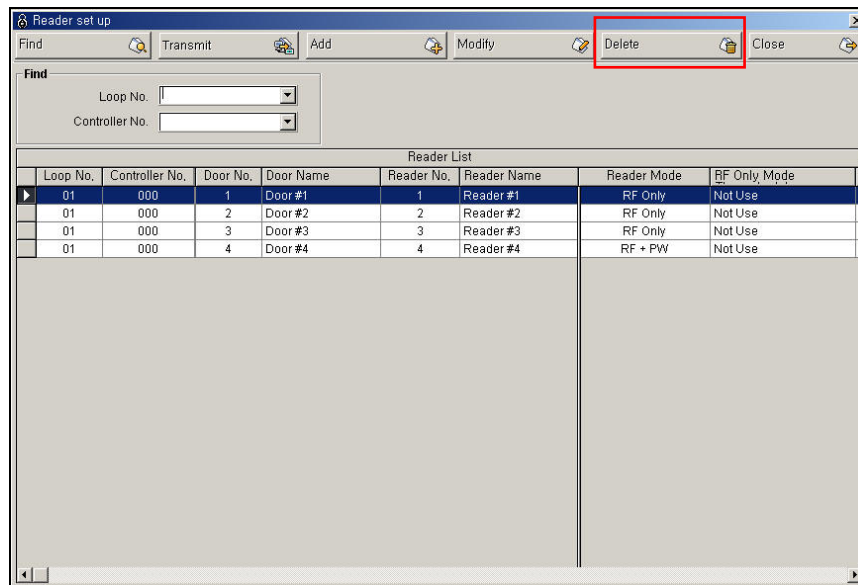 Reader set up
Find Transmit Add Modify Delete Close
Find
Loop No.
Controller No.
Reader List
Loop No. Controller No. Door No. Door Name Reader No. Reader Name Reader Mode RF Only Mode
01 000 1 Door #1 1 Reader #1 RF Only Not Use
01 000 2 Door #2 2 Reader #2 RF Only Not Use
01 000 3 Door #3 3 Reader #3 RF Only Not Use
01 000 4 Door #4 4 Reader #4 RF + PW Not Use